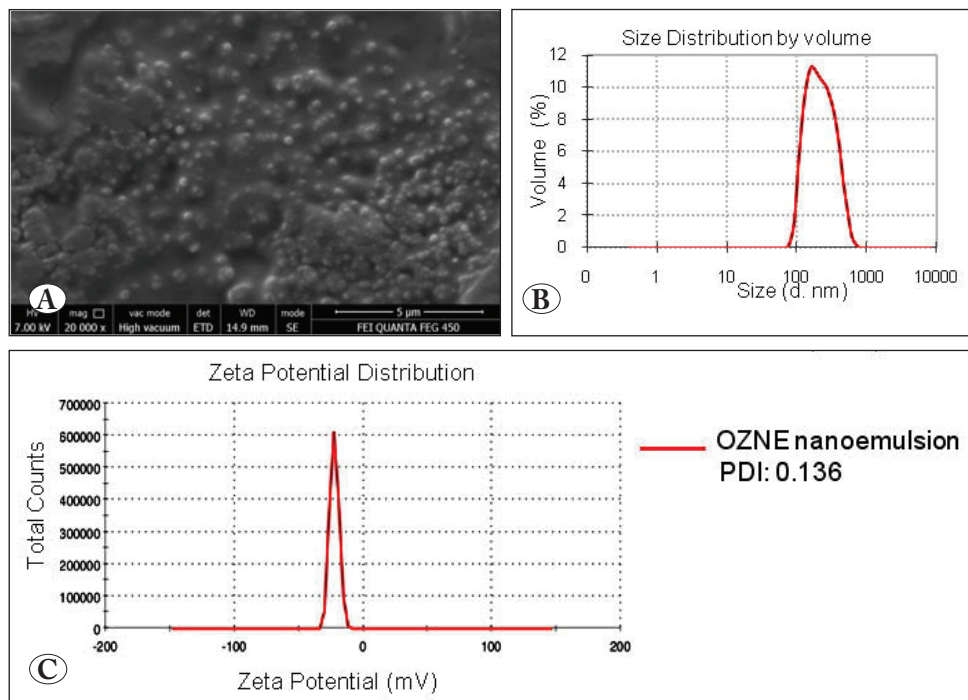 A
HV mag vac mode det WD mode 5 µm
7.00 kV 20 000 x High vacuum ETD 14.9 mm SE FEI QUANTA FEG 450
B
Size Distribution by volume
Volume (%)
12
10
8
6
4
2
0
0 1 10 100 1000 10000
Size (d. nm)
C
Zeta Potential Distribution
Total Counts
700000
600000
500000
400000
300000
200000
100000
0
-200 -100 0 100 200
Zeta Potential (mV)
OZNE nanoemulsion
PDI: 0.136